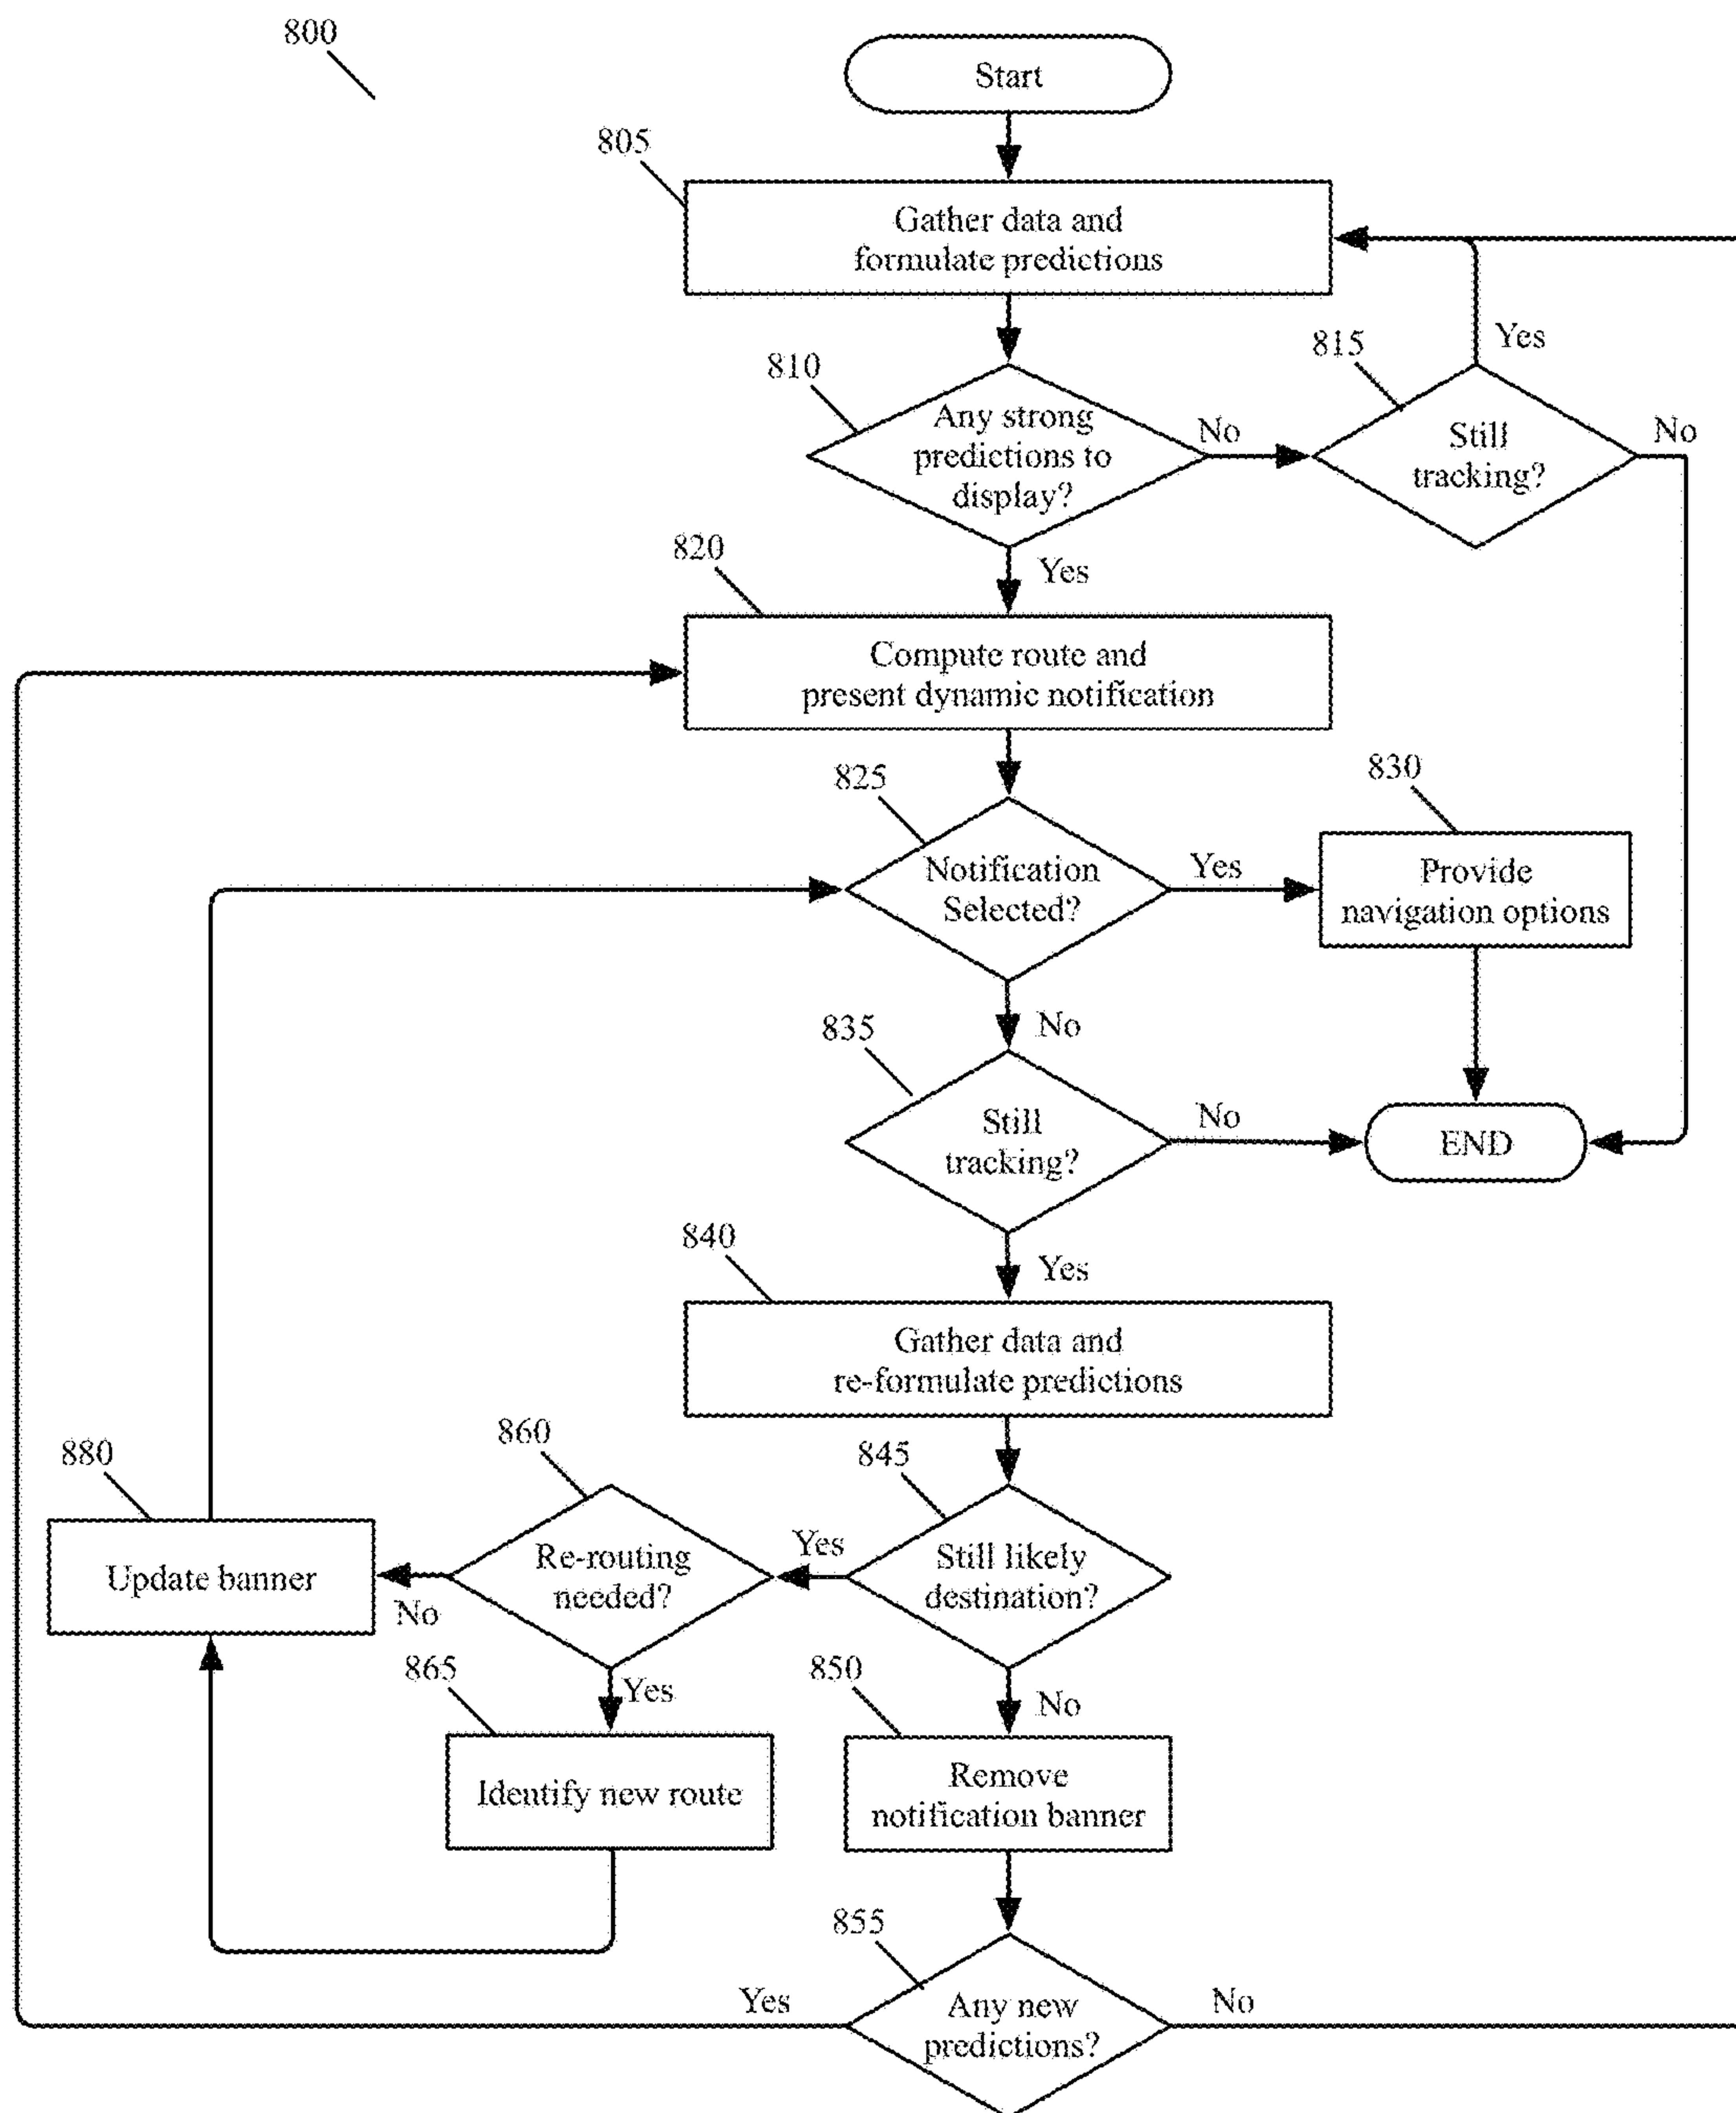 800
Start
805
Gather data and
formulate predictions
810
Any strong
predictions to
display?
No
815
Still
tracking?
Yes
No
Yes
820
Compute route and
present dynamic notification
825
Notification
Selected?
Yes
830
Provide
navigation options
No
835
Still
tracking?
No
END
Yes
840
Gather data and
re-formulate predictions
845
Still likely
destination?
Yes
860
Re-routing
needed?
No
880
Update banner
Yes
865
Identify new route
No
850
Remove
notification banner
855
Any new
predictions?
Yes
No